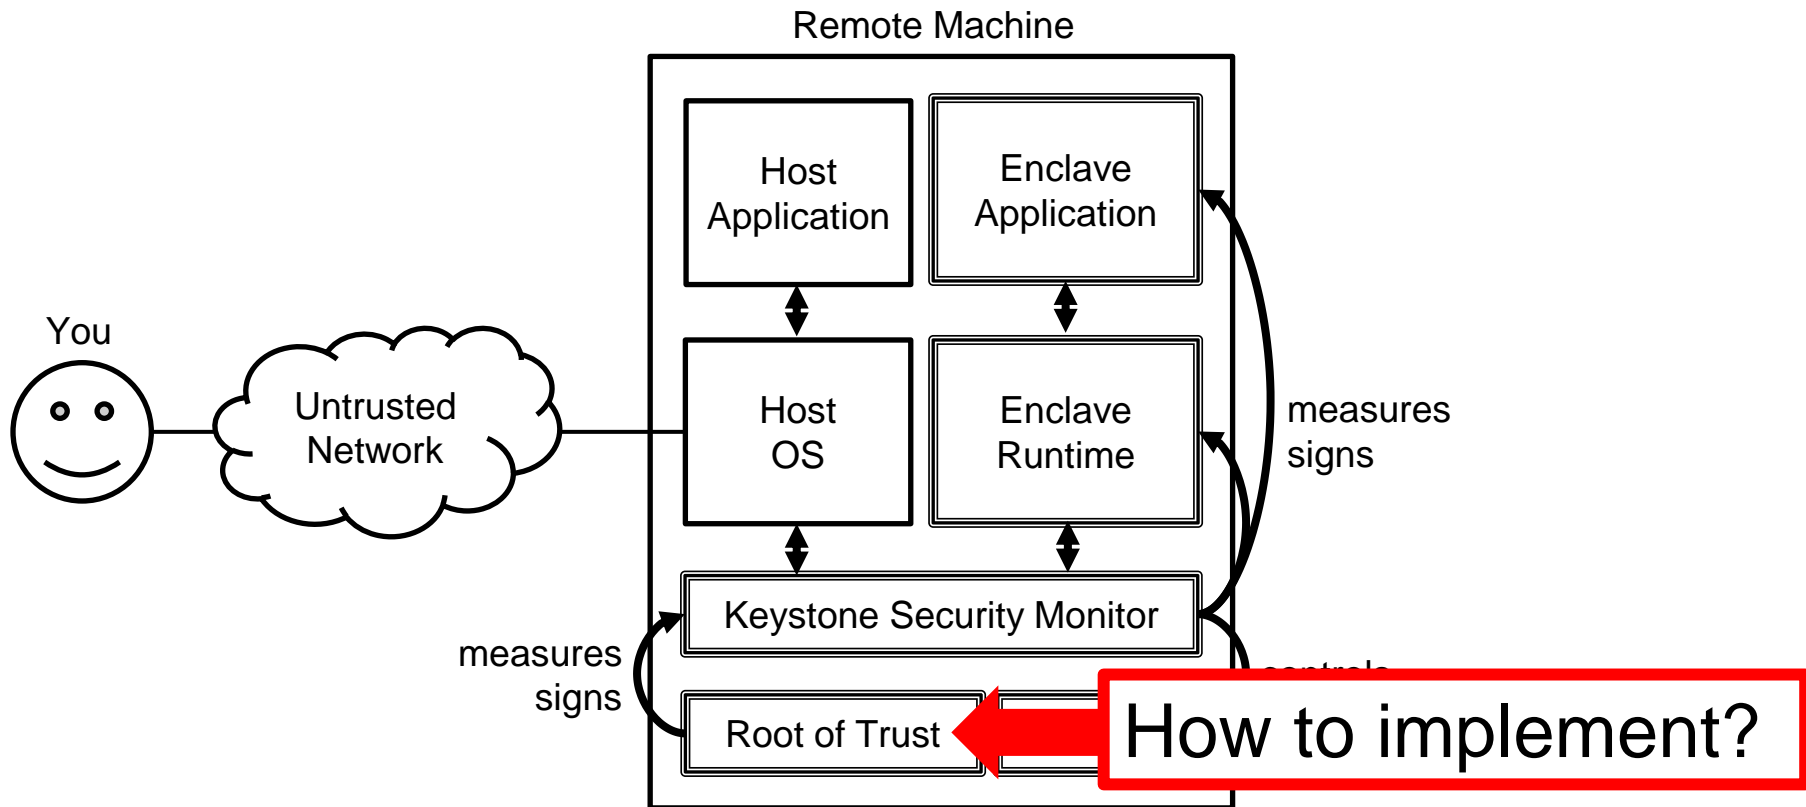 Remote Machine
Host
Application
Enclave
Application
You
Untrusted
Network
Host
OS
Enclave
Runtime
measures
signs
Keystone Security Monitor
measures
signs
Root of Trust
How to implement?